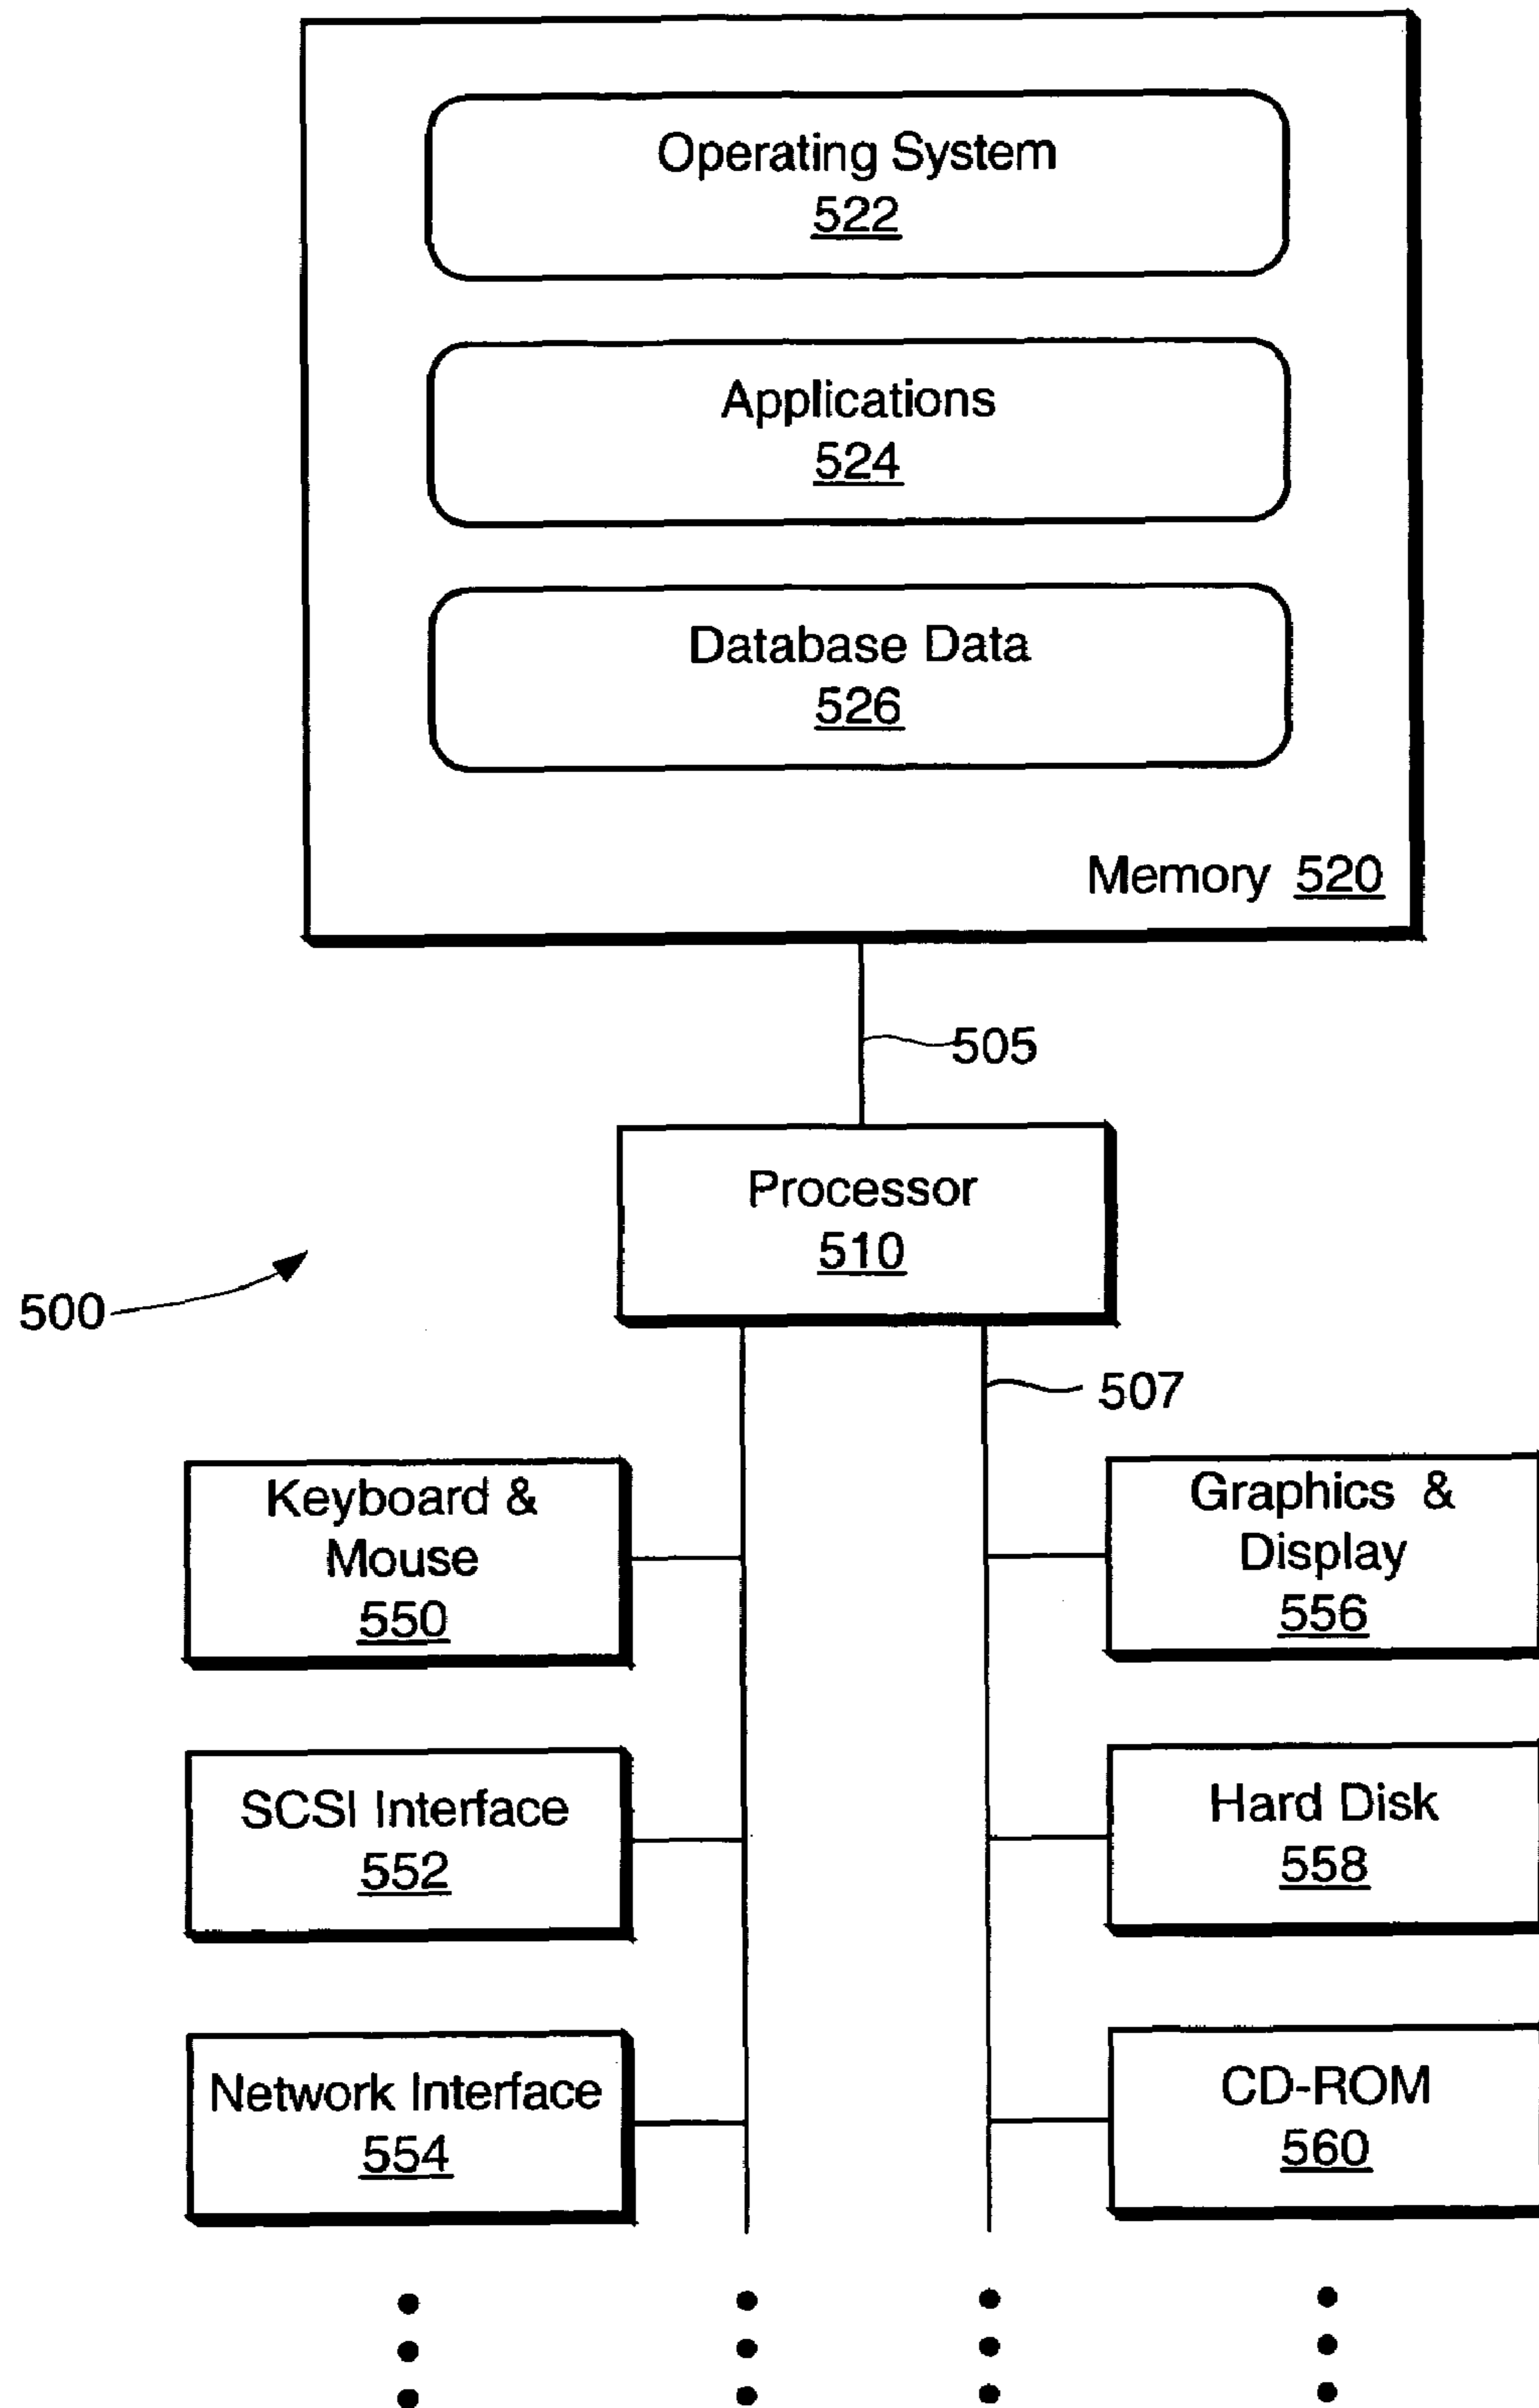 Operating System
522
Applications
524
Database Data
526
Memory 520
505
Processor
510
500
507
Keyboard &
Mouse
550
Graphics &
Display
556
SCSI Interface
552
Hard Disk
558
Network Interface
554
CD-ROM
560